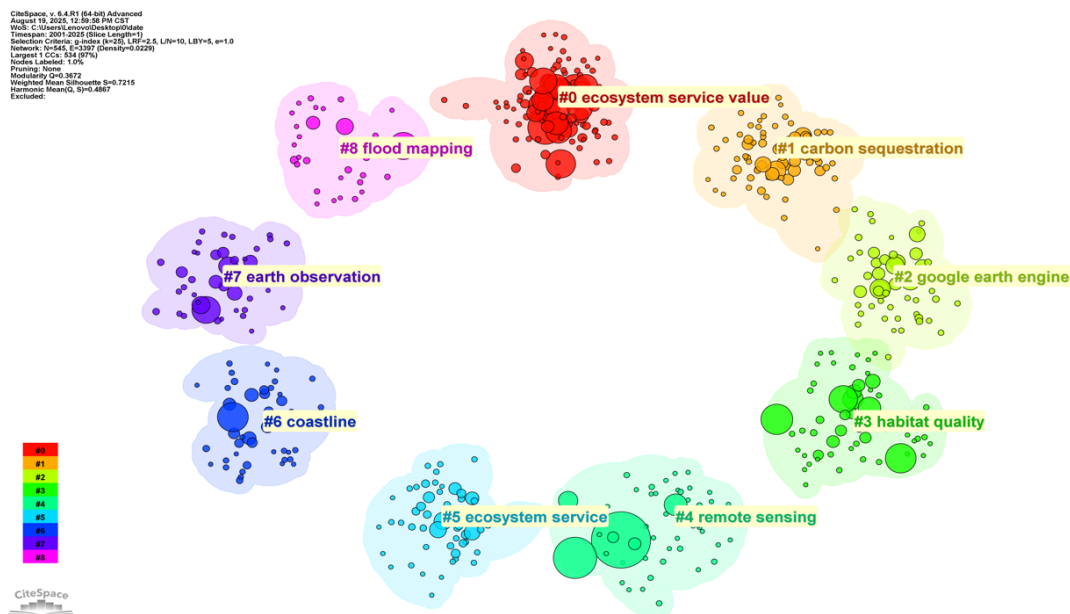 CiteSpace, v. 6.4.R1 (64-bit) Advanced
August 19, 2025, 12:59:58 PM CST
WoS: C:\Users\Lenovo\Desktop\0\date
Timespan: 2001-2025 (Slice Length=1)
Selection Criteria: g-index (k=25), LRF=2.5, L/N=10, LBY=5, e=1.0
Network: N=545, E=3397 (Density=0.0229)
Largest 1 CCs: 534 (97%)
Nodes Labeled: 1.0%
Pruning: None
Modularity Q=0.3672
Weighted Mean Silhouette S=0.7215
Harmonic Mean(Q, S)=0.4867
Excluded:
#0 ecosystem service value
#8 flood mapping
#1 carbon sequestration
#7 earth observation
#2 google earth engine
#6 coastline
#3 habitat quality
#5 ecosystem service
#4 remote sensing
#0
#1
#2
#3
#4
#5
#6
#7
#8
CiteSpace